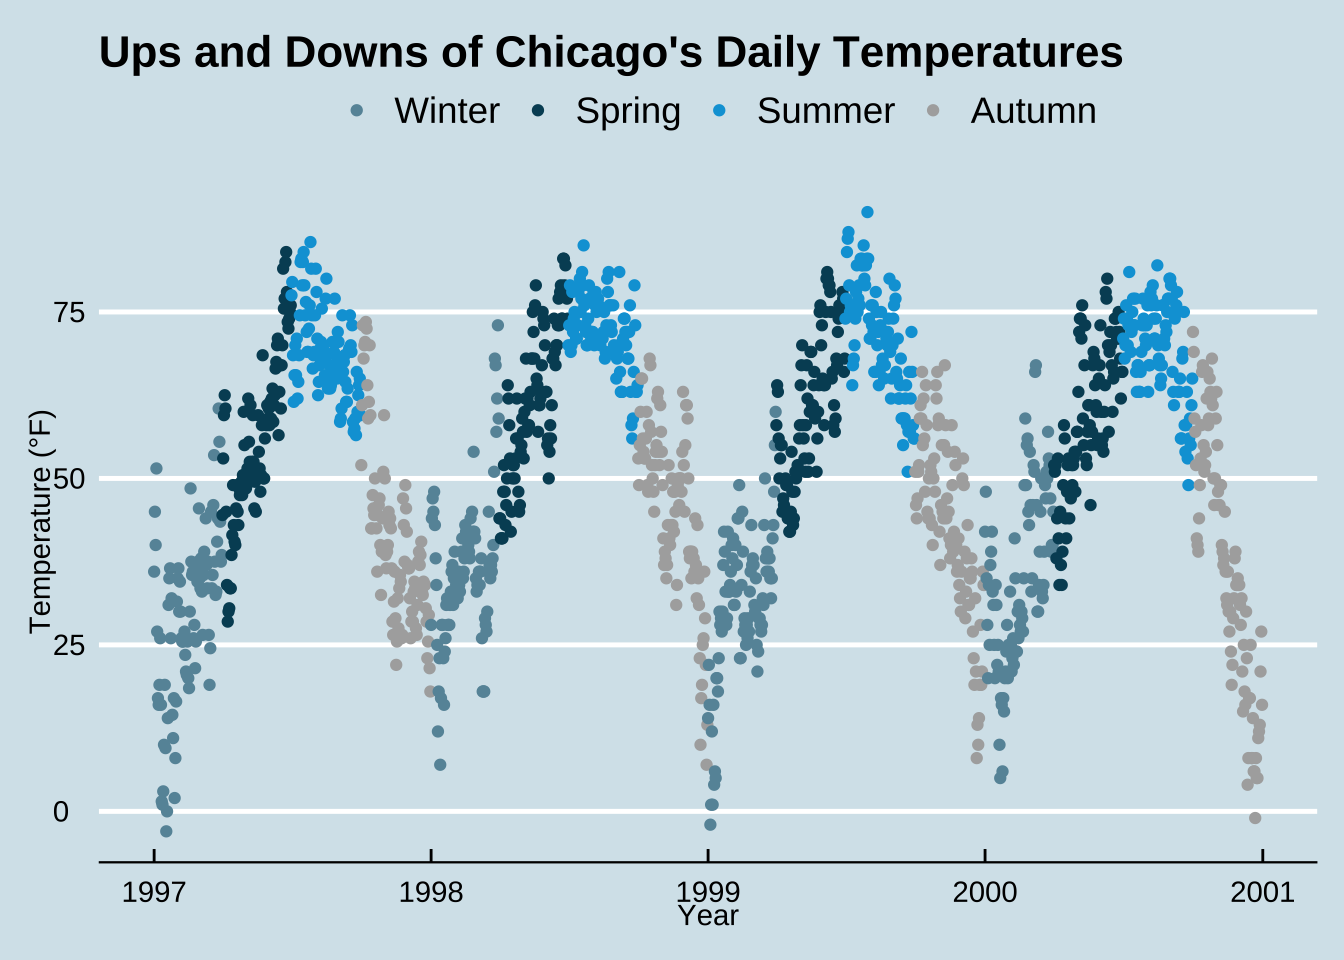 Ups and Downs of Chicago's Daily Temperatures
Winter Spring Summer Autumn
Temperature (°F)
75
50
25
0
1997 1998 1999 2000 2001
Year